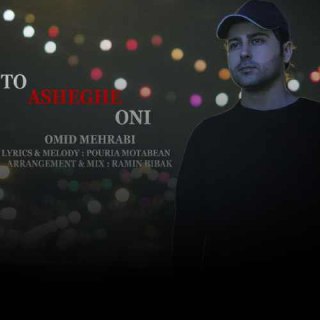 TO
ASHEGHE
ONI
OMID MEHRABI
LYRICS & MELODY : POURIA MOTABEAN
ARRANGEMENT & MIX : RAMIN BIBAK